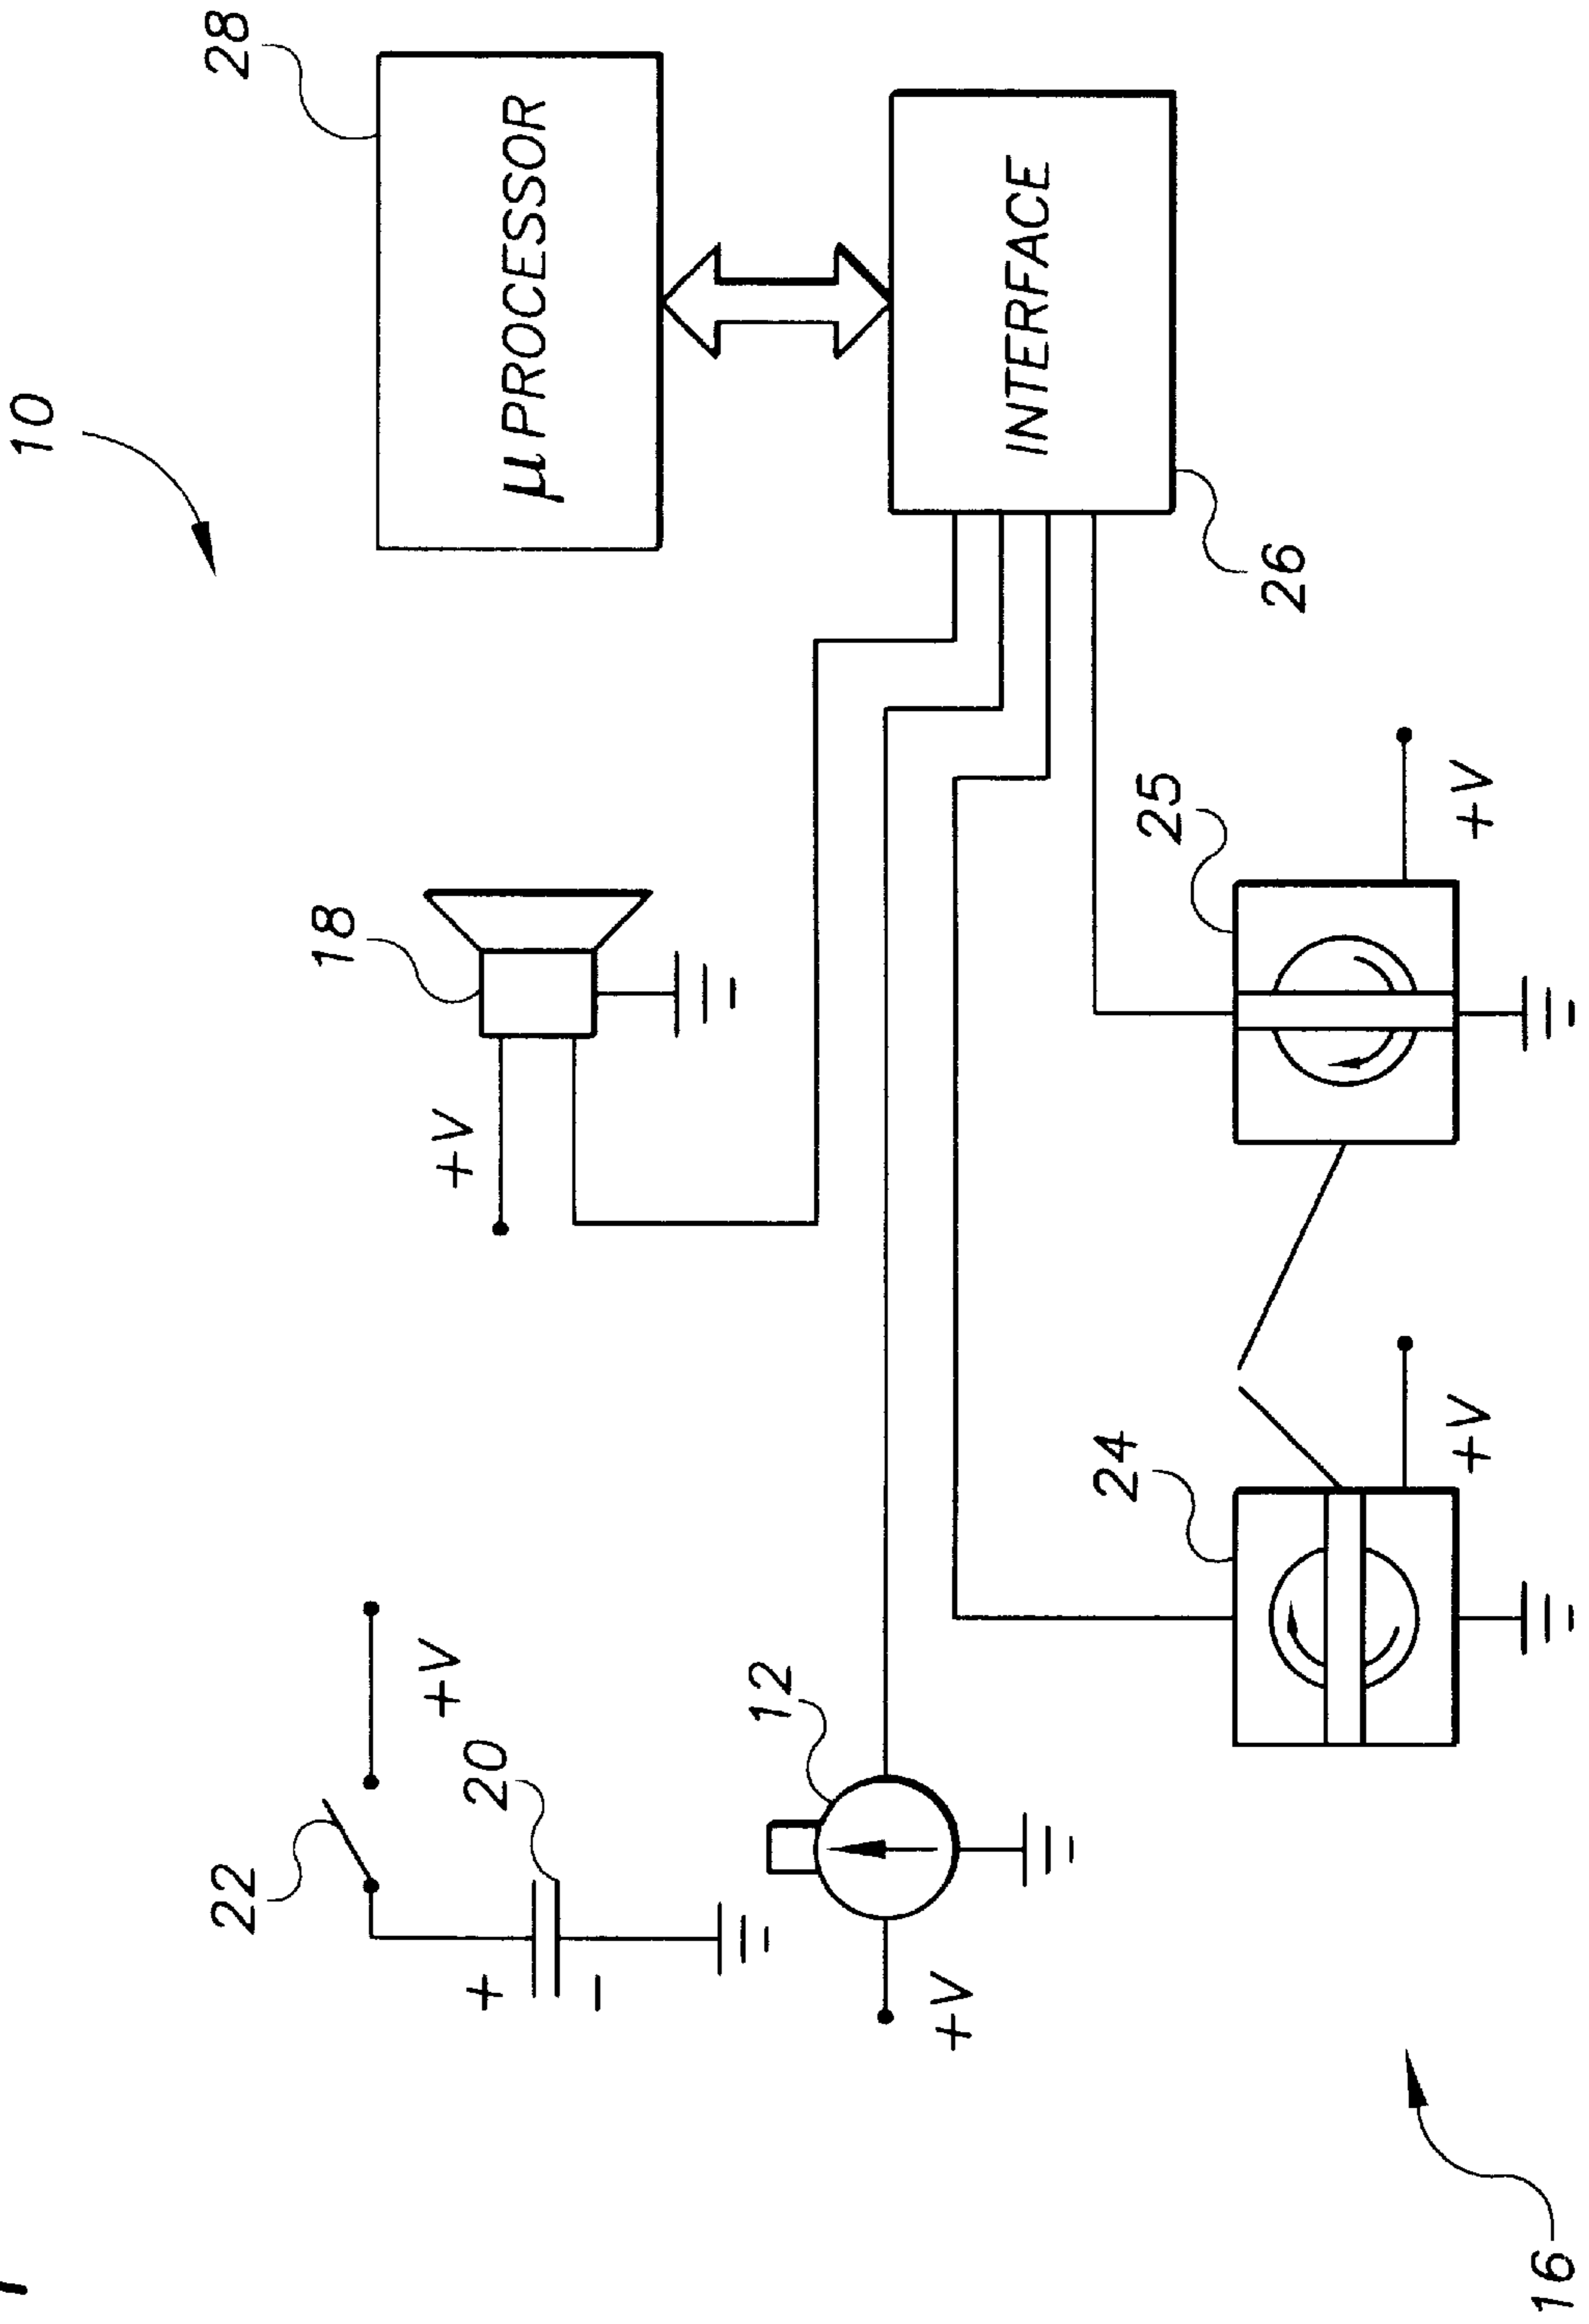 10
28
μPROCESSOR
18
+V
INTERFACE
26
22
+V
20
+
−
12
+V
25
+V
24
+V
16